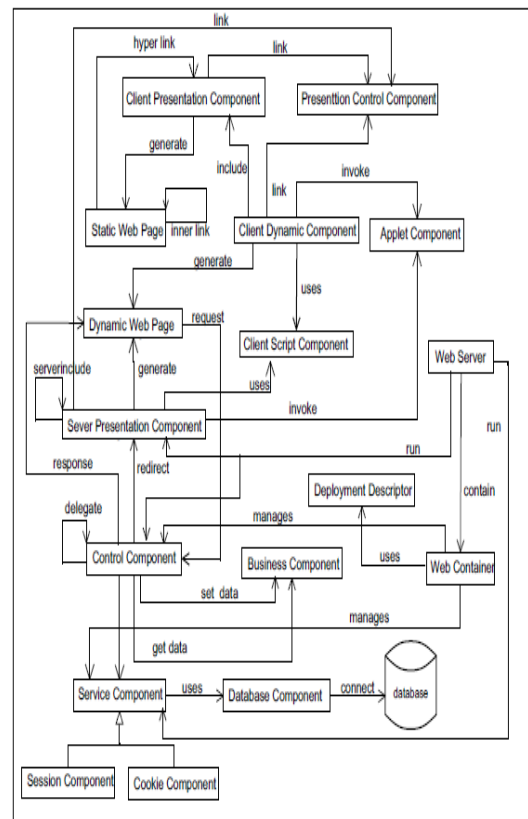 link
hyper link
link
Client Presentation Component
Presenttion Control Component
generate
include
link
invoke
Static Web Page
inner link
Client Dynamic Component
Applet Component
generate
uses
Dynamic Web Page
request
Client Script Component
Web Server
serverinclude
generate
uses
invoke
run
Sever Presentation Component
run
response
redirect
Deployment Descriptor
contain
delegate
manages
Control Component
Business Component
uses
Web Container
set data
manages
get data
Service Component
uses
Database Component
connect
database
Session Component
Cookie Component